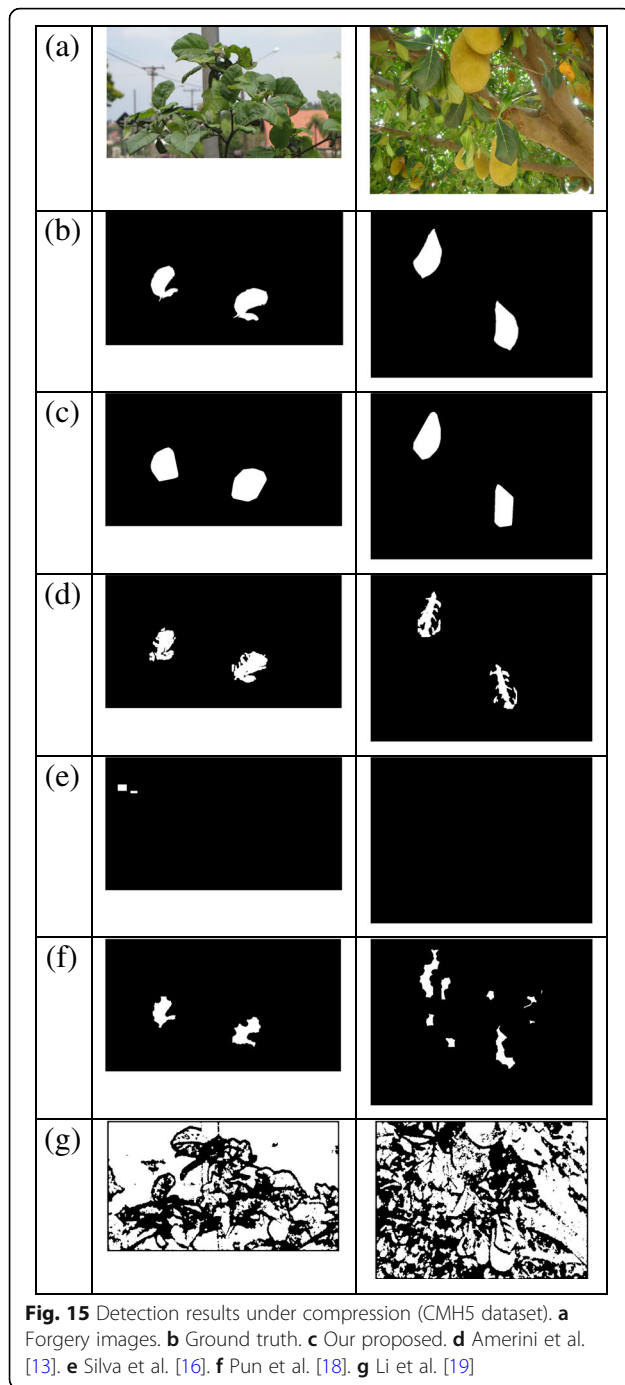 (a)
(b)
(c)
(d)
(e)
(f)
(g)
Fig. 15 Detection results under compression (CMH5 dataset). a
Forgery images. b Ground truth. c Our proposed. d Amerini et al.
[13]. e Silva et al. [16]. f Pun et al. [18]. g Li et al. [19]